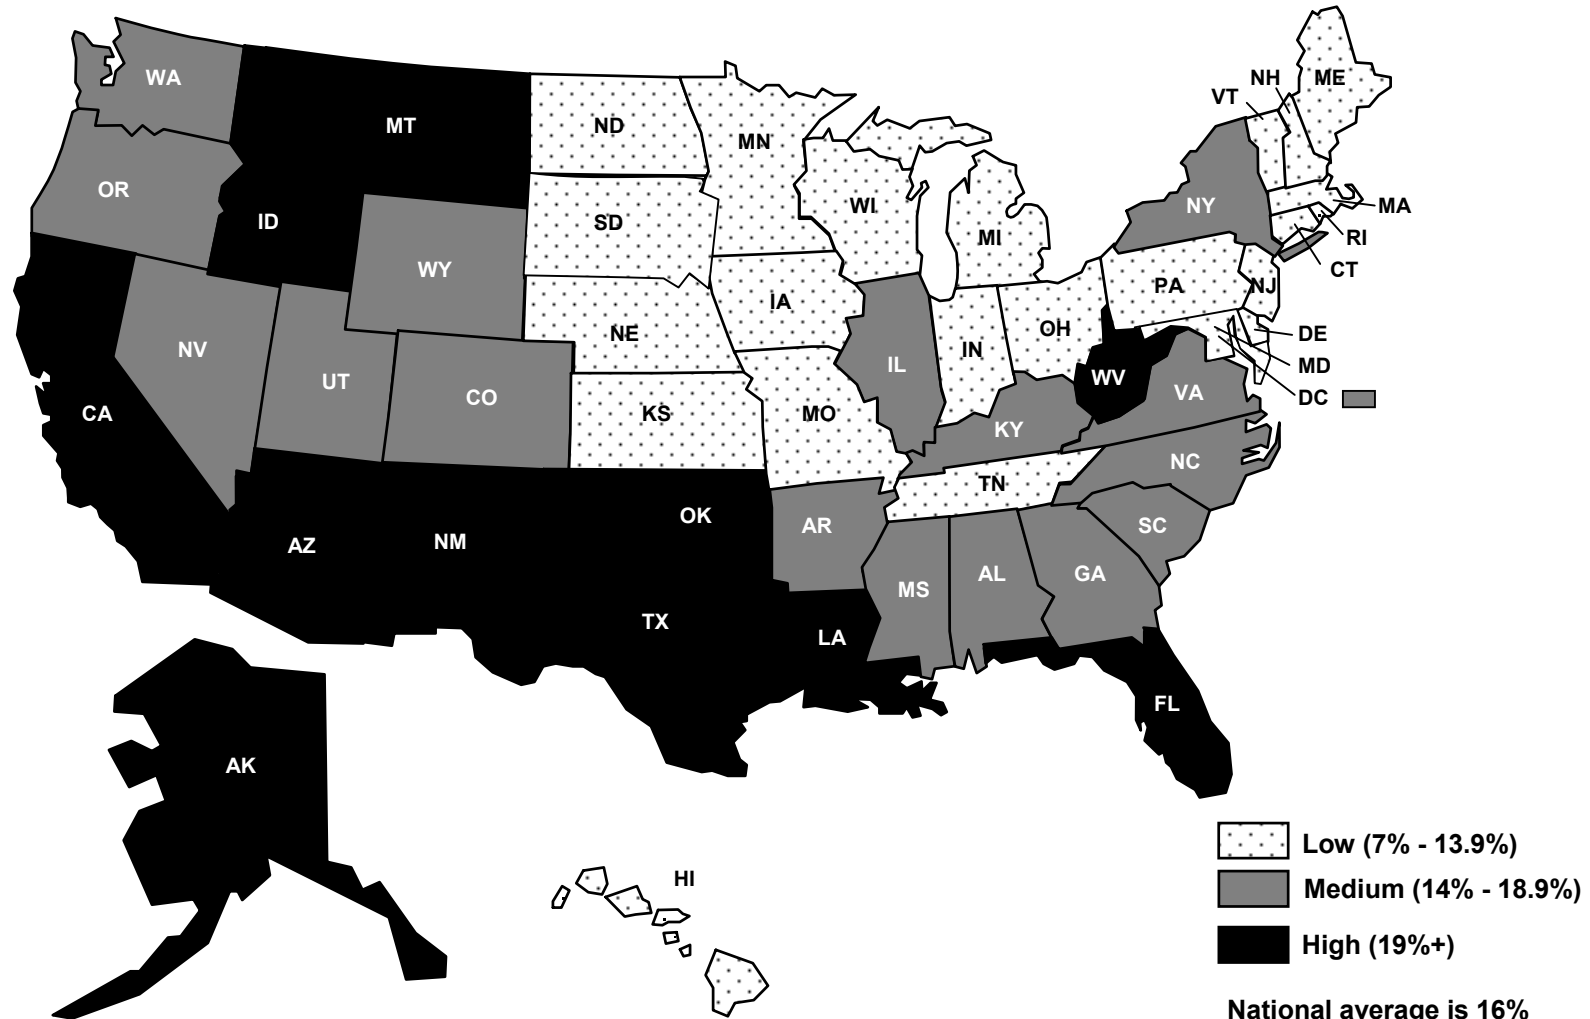 WA
MT
ND
MN
VT
NH
ME
OR
ID
SD
WI
MI
NY
MA
RI
CT
WY
IA
PA
NJ
NV
NE
OH
DE
UT
CO
IL
IN
WV
MD
VA
DC
CA
KS
MO
KY
NC
TN
AZ
NM
OK
AR
SC
MS
AL
GA
TX
LA
FL
AK
HI
Low (7% - 13.9%)
Medium (14% - 18.9%)
High (19%+)
National average is 16%